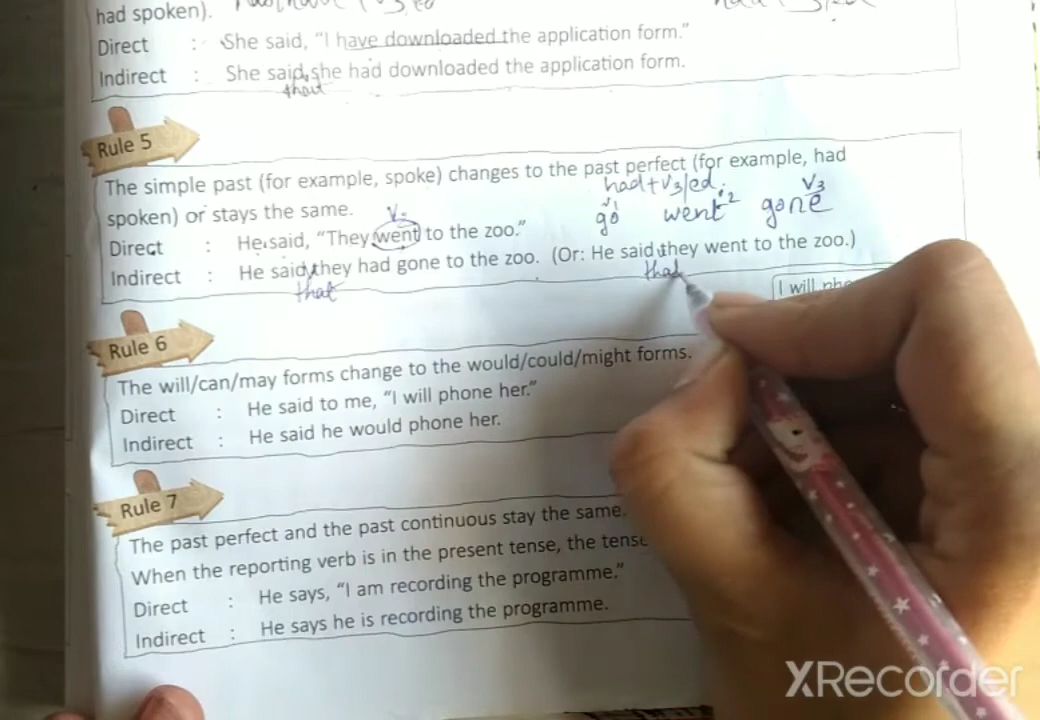 had spoken).
Direct : She said, "I have downloaded the application form."
Indirect : She said, she had downloaded the application form.
that
Rule 5
The simple past (for example, spoke) changes to the past perfect (for example, had
had+v3/ed.
spoken) or stays the same.
v1 v2 v3
go went gone
Direct : He said, "They went to the zoo."
Indirect : He said they had gone to the zoo. (Or: He said they went to the zoo.)
that that
I will pho
Rule 6
The will/can/may forms change to the would/could/might forms.
Direct : He said to me, "I will phone her."
Indirect : He said he would phone her.
Rule 7
The past perfect and the past continuous stay the same.
When the reporting verb is in the present tense, the tense
Direct : He says, "I am recording the programme."
Indirect : He says he is recording the programme.
XRecorder